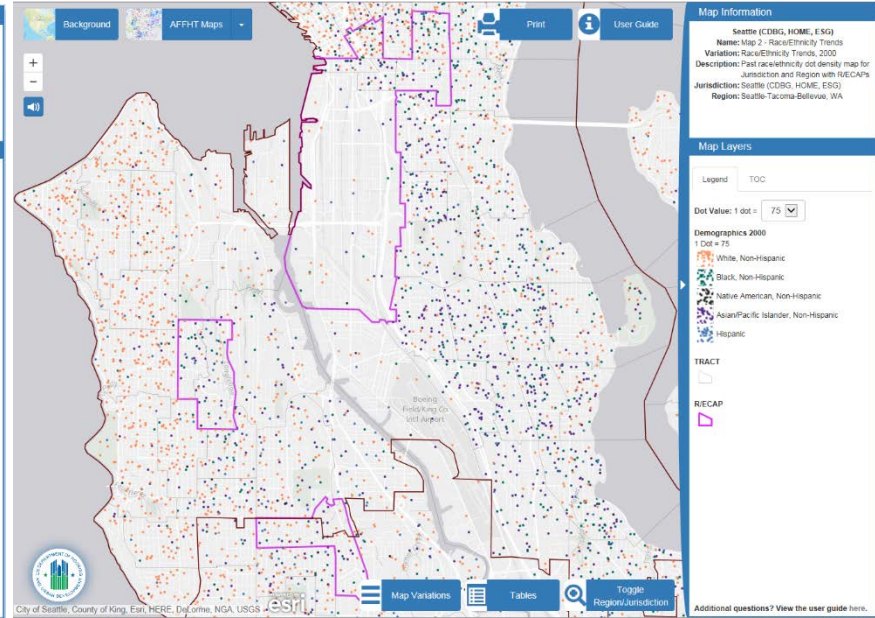 Background
AFFHT Maps
Print
User Guide
+
−
Boeing
Field/King Co
Int'l Airport
Map Variations
Tables
Toggle
Region/Jurisdiction
City of Seattle, County of King, Esri, HERE, DeLorme, NGA, USGS
esri
Map Information
Seattle (CDBG, HOME, ESG)
Name: Map 2 - Race/Ethnicity Trends
Variation: Race/Ethnicity Trends, 2000
Description: Past race/ethnicity dot density map for
Jurisdiction and Region with R/ECAPs
Jurisdiction: Seattle (CDBG, HOME, ESG)
Region: Seattle-Tacoma-Bellevue, WA
Map Layers
Legend TOC
Dot Value: 1 dot = 75
Demographics 2000
1 Dot = 75
White, Non-Hispanic
Black, Non-Hispanic
Native American, Non-Hispanic
Asian/Pacific Islander, Non-Hispanic
Hispanic
TRACT
R/ECAP
Additional questions? View the user guide here.